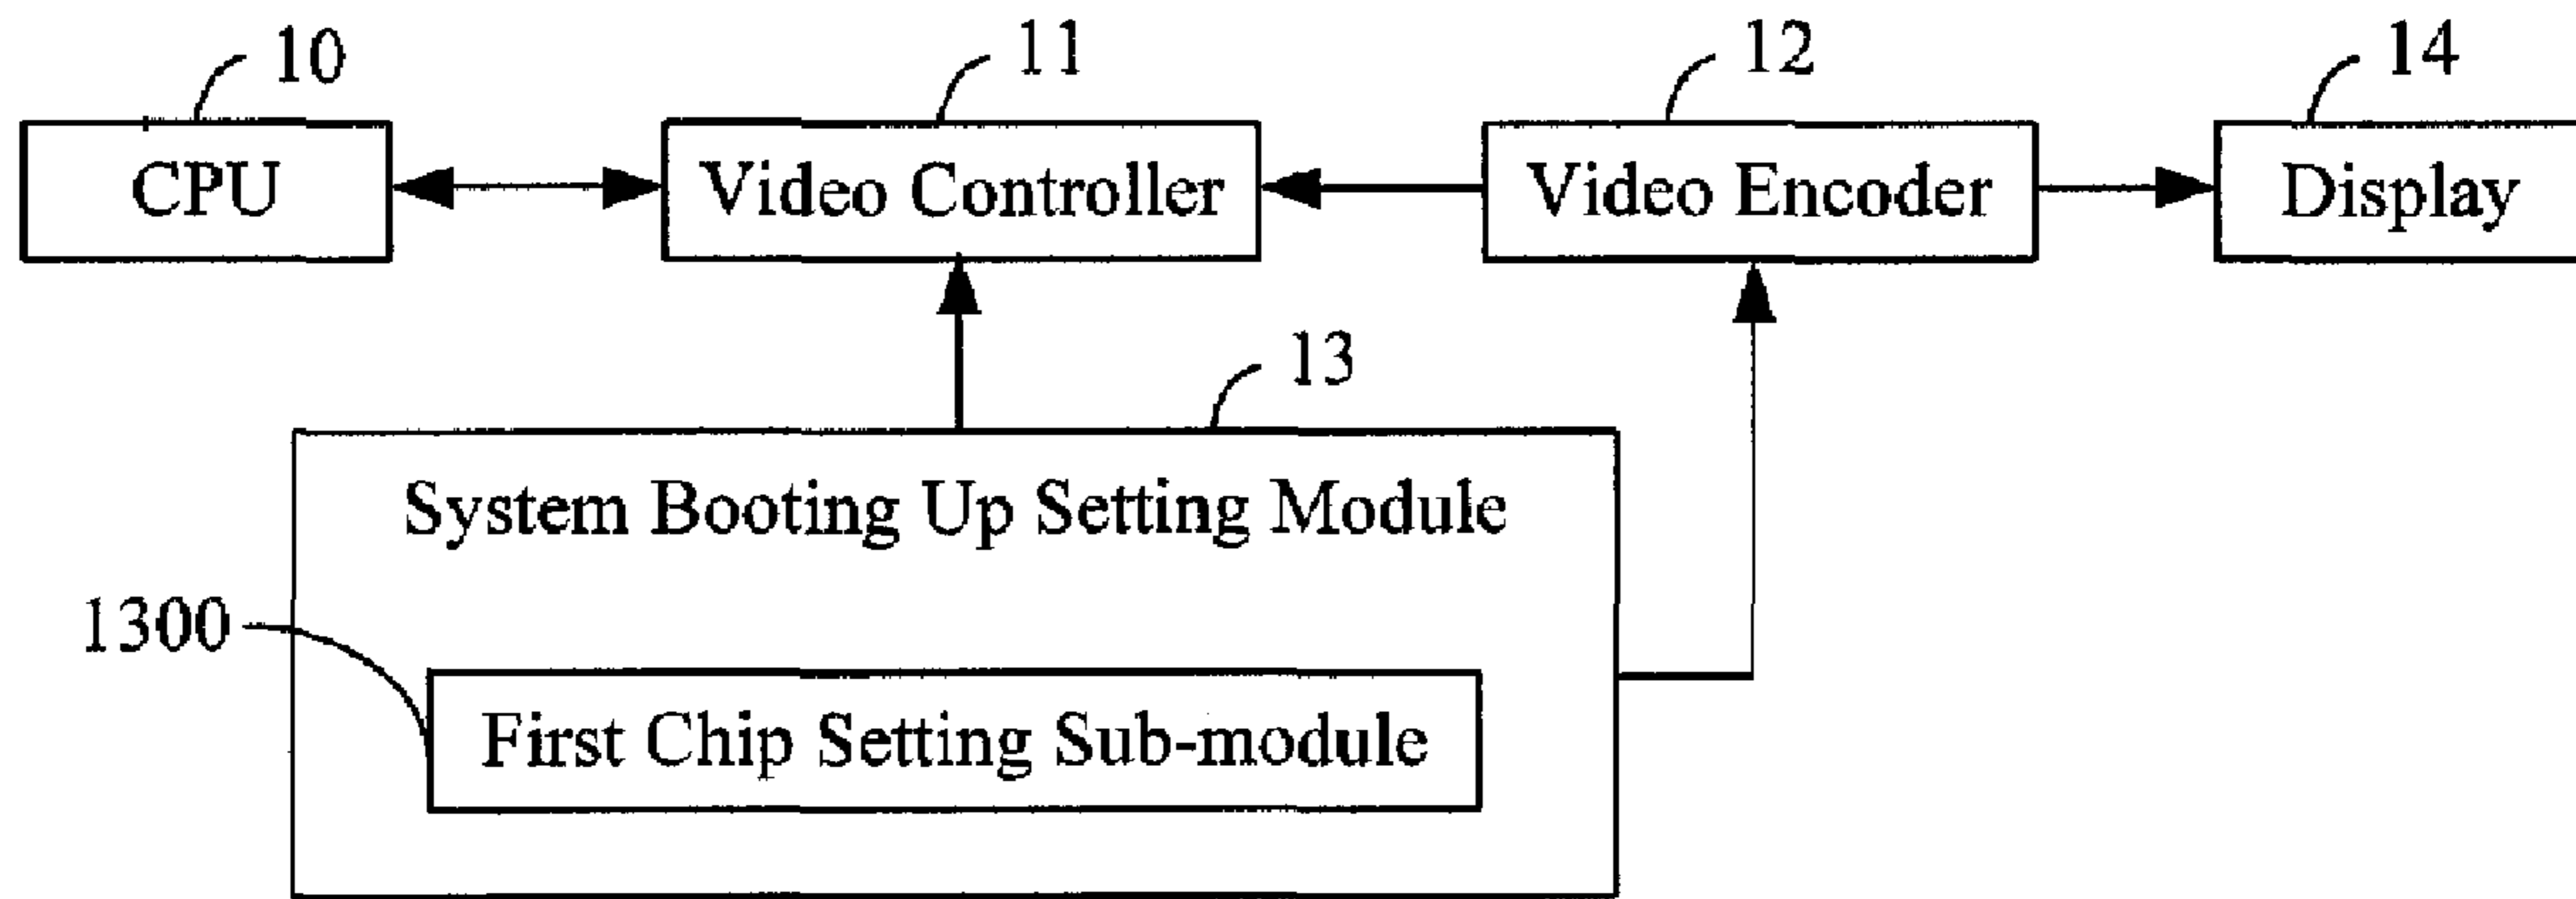 10
11
12
14
CPU
Video Controller
Video Encoder
Display
13
System Booting Up Setting Module
1300
First Chip Setting Sub-module